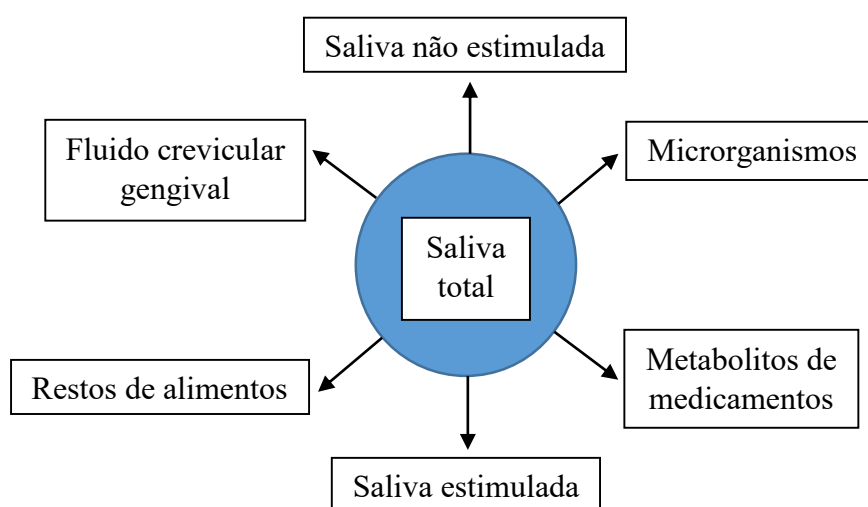 Saliva não estimulada
Fluido crevicular
gengival
Microrganismos
Saliva
total
Restos de alimentos
Metabolitos de
medicamentos
Saliva estimulada